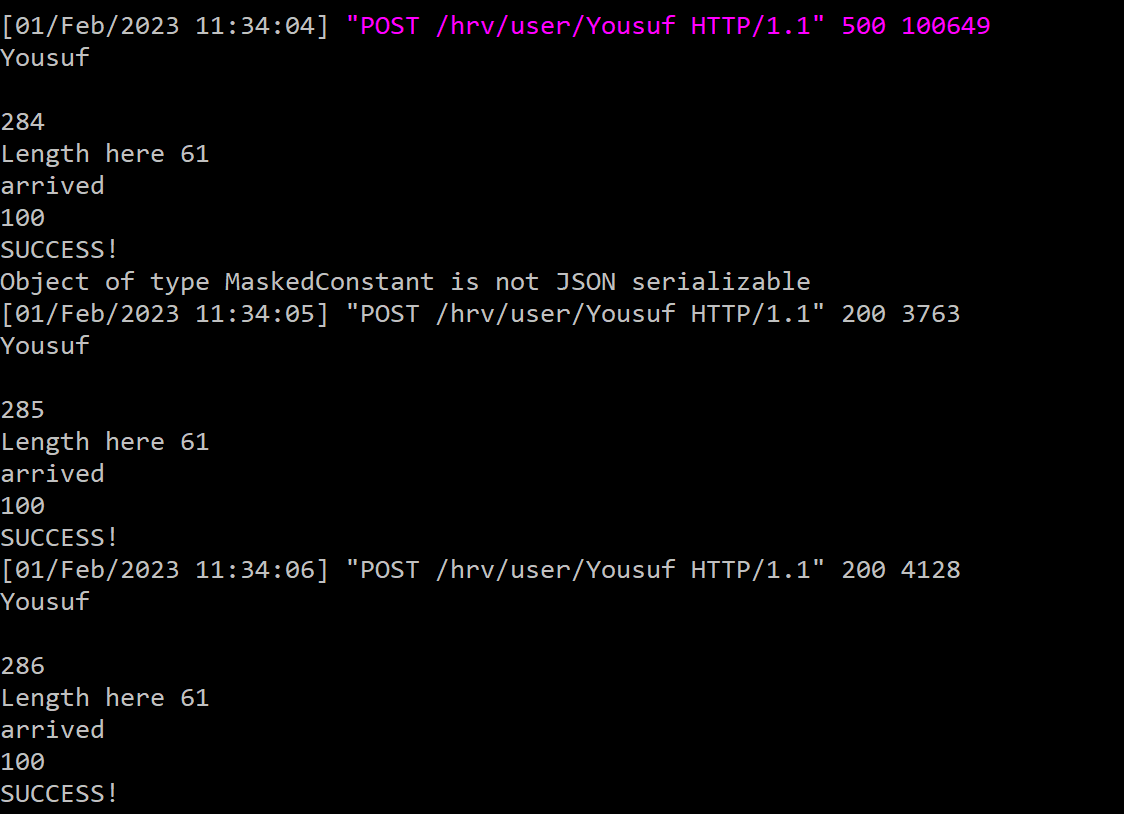 [01/Feb/2023 11:34:04] "POST /hrv/user/Yousuf HTTP/1.1" 500 100649
Yousuf
284
Length here 61
arrived
100
SUCCESS!
Object of type MaskedConstant is not JSON serializable
[01/Feb/2023 11:34:05] "POST /hrv/user/Yousuf HTTP/1.1" 200 3763
Yousuf
285
Length here 61
arrived
100
SUCCESS!
[01/Feb/2023 11:34:06] "POST /hrv/user/Yousuf HTTP/1.1" 200 4128
Yousuf
286
Length here 61
arrived
100
SUCCESS!